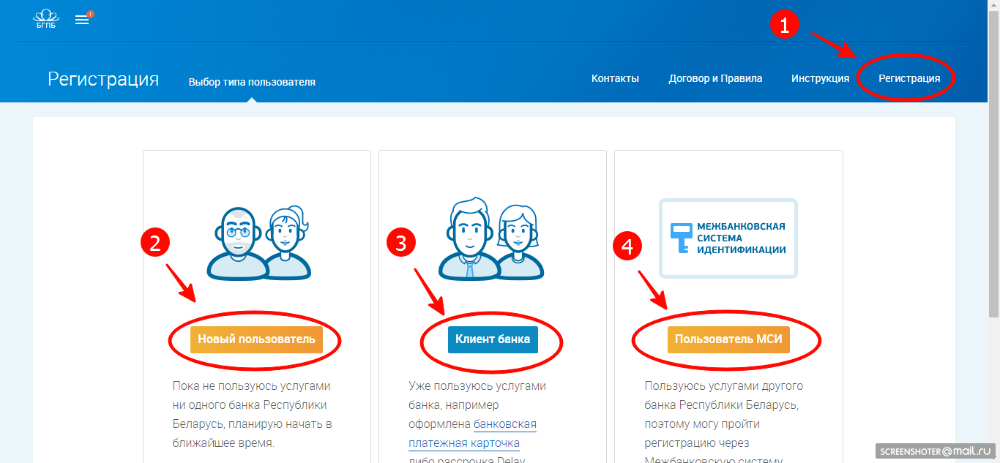 БГПБ
!
1
Регистрация
Выбор типа пользователя
Контакты
Договор и Правила
Инструкция
Регистрация
2
Новый пользователь
Пока не пользуюсь услугами
ни одного банка Республики
Беларусь, планирую начать в
ближайшее время.
3
Клиент банка
Уже пользуюсь услугами
банка, например
оформлена банковская
платежная карточка
либо рассрочка Delay
4
МЕЖБАНКОВСКАЯ
СИСТЕМА
ИДЕНТИФИКАЦИИ
Пользователь МСИ
Пользуюсь услугами другого
банка Республики Беларусь,
поэтому могу пройти
регистрацию через
Межбанковскую систему
SCREENSHOTER@mail.ru